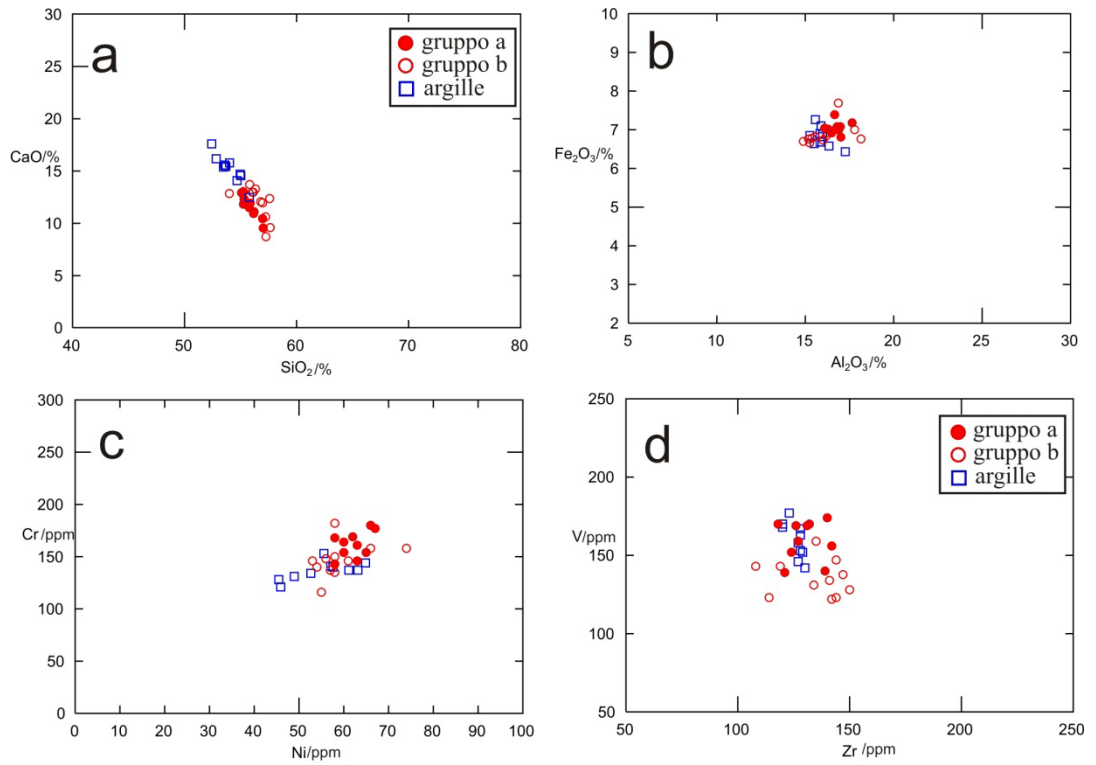 a
30
25
20
15
10
5
0
CaO/%
40 50 60 70 80
SiO₂/%
gruppo a
gruppo b
argille
b
10
9
8
7
6
5
4
3
2
Fe₂O₃/%
5 10 15 20 25 30
Al₂O₃/%
c
300
250
200
150
100
50
0
Cr/ppm
0 10 20 30 40 50 60 70 80 90 100
Ni/ppm
d
250
200
150
100
50
V/ppm
50 100 150 200 250
Zr /ppm
gruppo a
gruppo b
argille